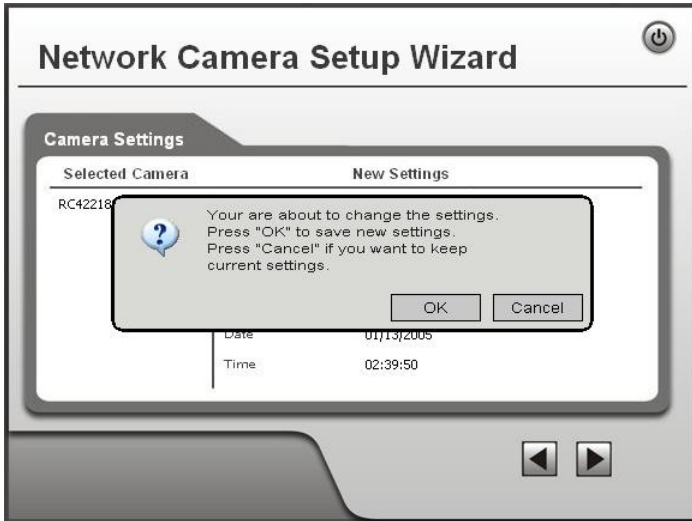 Network Camera Setup Wizard
Camera Settings
Selected Camera New Settings
RC42218
Your are about to change the settings.
Press "OK" to save new settings.
Press "Cancel" if you want to keep
current settings.
OK Cancel
Date 01/13/2005
Time 02:39:50